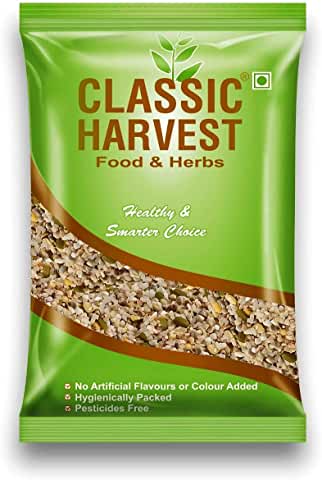 CLASSIC®
HARVEST
Food & Herbs
Healthy &
Smarter Choice
No Artificial Flavours or Colour Added
Hygienically Packed
Pesticides Free